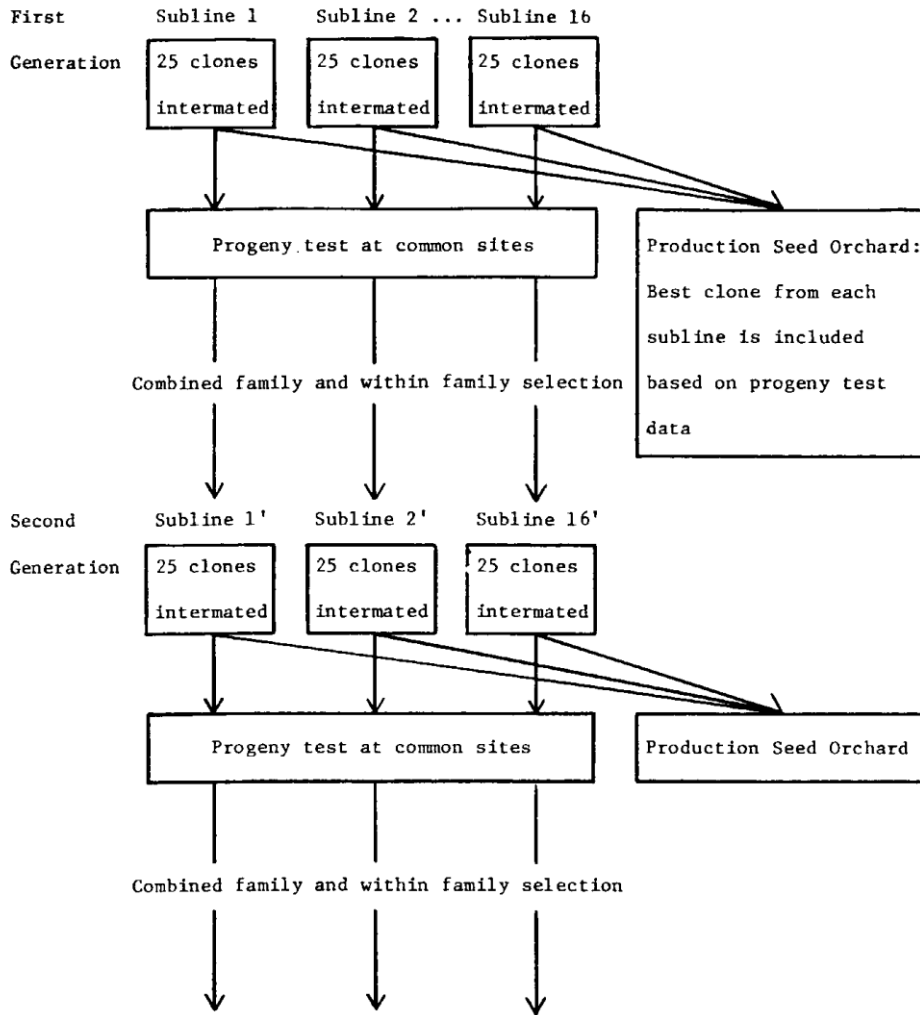 First Subline 1 Subline 2 ... Subline 16
Generation
25 clones
intermated
25 clones
intermated
25 clones
intermated
Progeny test at common sites
Production Seed Orchard:
Best clone from each
subline is included
based on progeny test
data
Combined family and within family selection
Second Subline 1' Subline 2' Subline 16'
Generation
25 clones
intermated
25 clones
intermated
25 clones
intermated
Progeny test at common sites
Production Seed Orchard
Combined family and within family selection